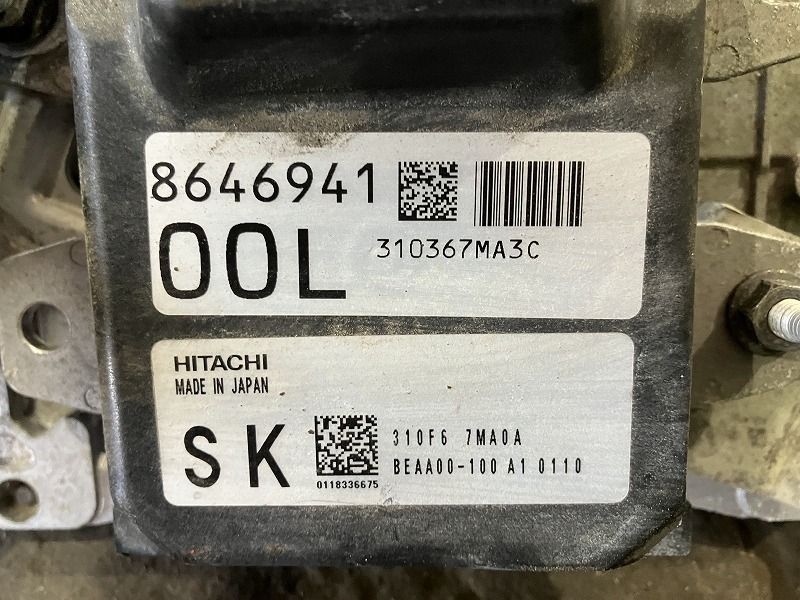 8646941
00L
310367MA3C
HITACHI
MADE IN JAPAN
SK
310F6 7MA0A
BEAA00-100 A1 0110
0118336675